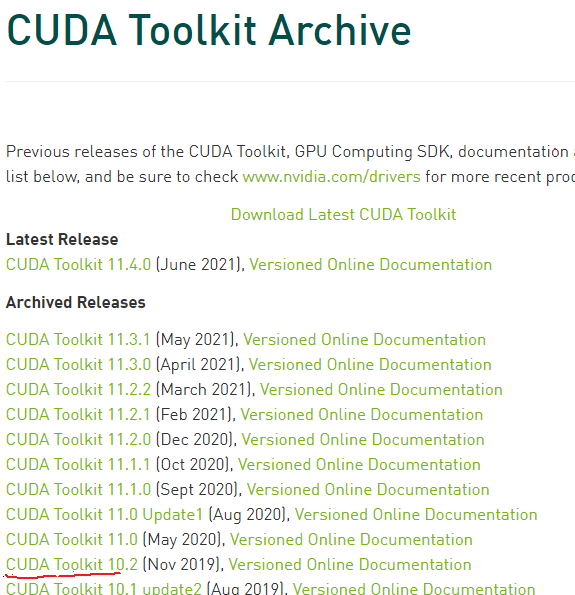 CUDA Toolkit Archive
Previous releases of the CUDA Toolkit, GPU Computing SDK, documentation
list below, and be sure to check www.nvidia.com/drivers for more recent
Download Latest CUDA Toolkit
Latest Release
CUDA Toolkit 11.4.0 (June 2021), Versioned Online Documentation
Archived Releases
CUDA Toolkit 11.3.1 (May 2021), Versioned Online Documentation
CUDA Toolkit 11.3.0 (April 2021), Versioned Online Documentation
CUDA Toolkit 11.2.2 (March 2021), Versioned Online Documentation
CUDA Toolkit 11.2.1 (Feb 2021), Versioned Online Documentation
CUDA Toolkit 11.2.0 (Dec 2020), Versioned Online Documentation
CUDA Toolkit 11.1.1 (Oct 2020), Versioned Online Documentation
CUDA Toolkit 11.1.0 (Sept 2020), Versioned Online Documentation
CUDA Toolkit 11.0 Update1 (Aug 2020), Versioned Online Documentation
CUDA Toolkit 11.0 (May 2020), Versioned Online Documentation
CUDA Toolkit 10.2 (Nov 2019), Versioned Online Documentation
CUDA Toolkit 10.1 update2 (Aug 2019), Versioned Online Documentation